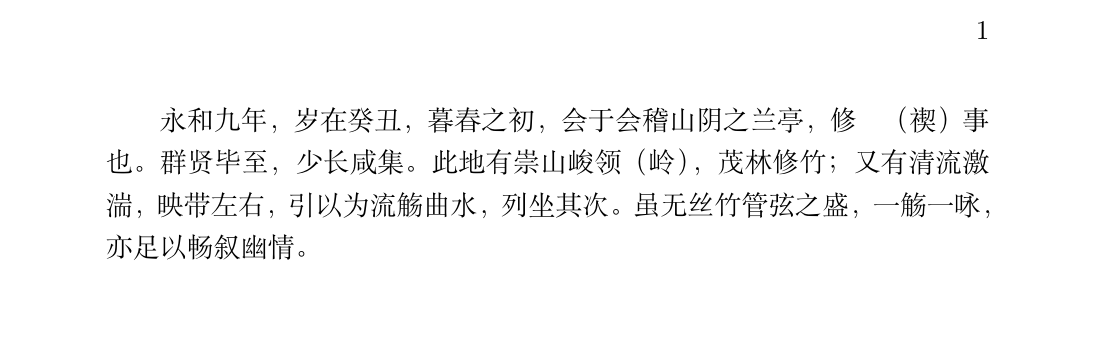 1
永和九年，岁在癸丑，暮春之初，会于会稽山阴之兰亭，修　（禊）事
也。群贤毕至，少长咸集。此地有崇山峻领（岭），茂林修竹；又有清流激
湍，映带左右，引以为流觞曲水，列坐其次。虽无丝竹管弦之盛，一觞一咏，
亦足以畅叙幽情。